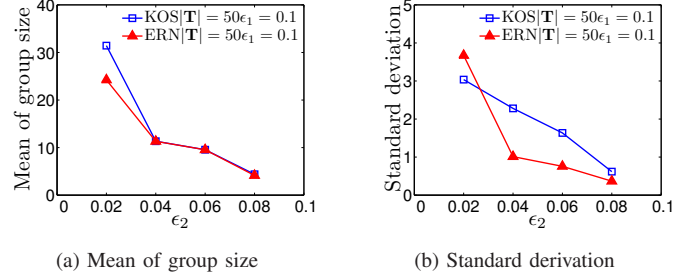 Mean of group size
40
30
20
10
0
KOS|T| = 50ϵ1 = 0.1
ERN|T| = 50ϵ1 = 0.1
0 0.02 0.04 0.06 0.08 0.1
ϵ2
(a) Mean of group size
Standard deviation
5
4
3
2
1
0
KOS|T| = 50ϵ1 = 0.1
ERN|T| = 50ϵ1 = 0.1
0 0.02 0.04 0.06 0.08 0.1
ϵ2
(b) Standard derivation